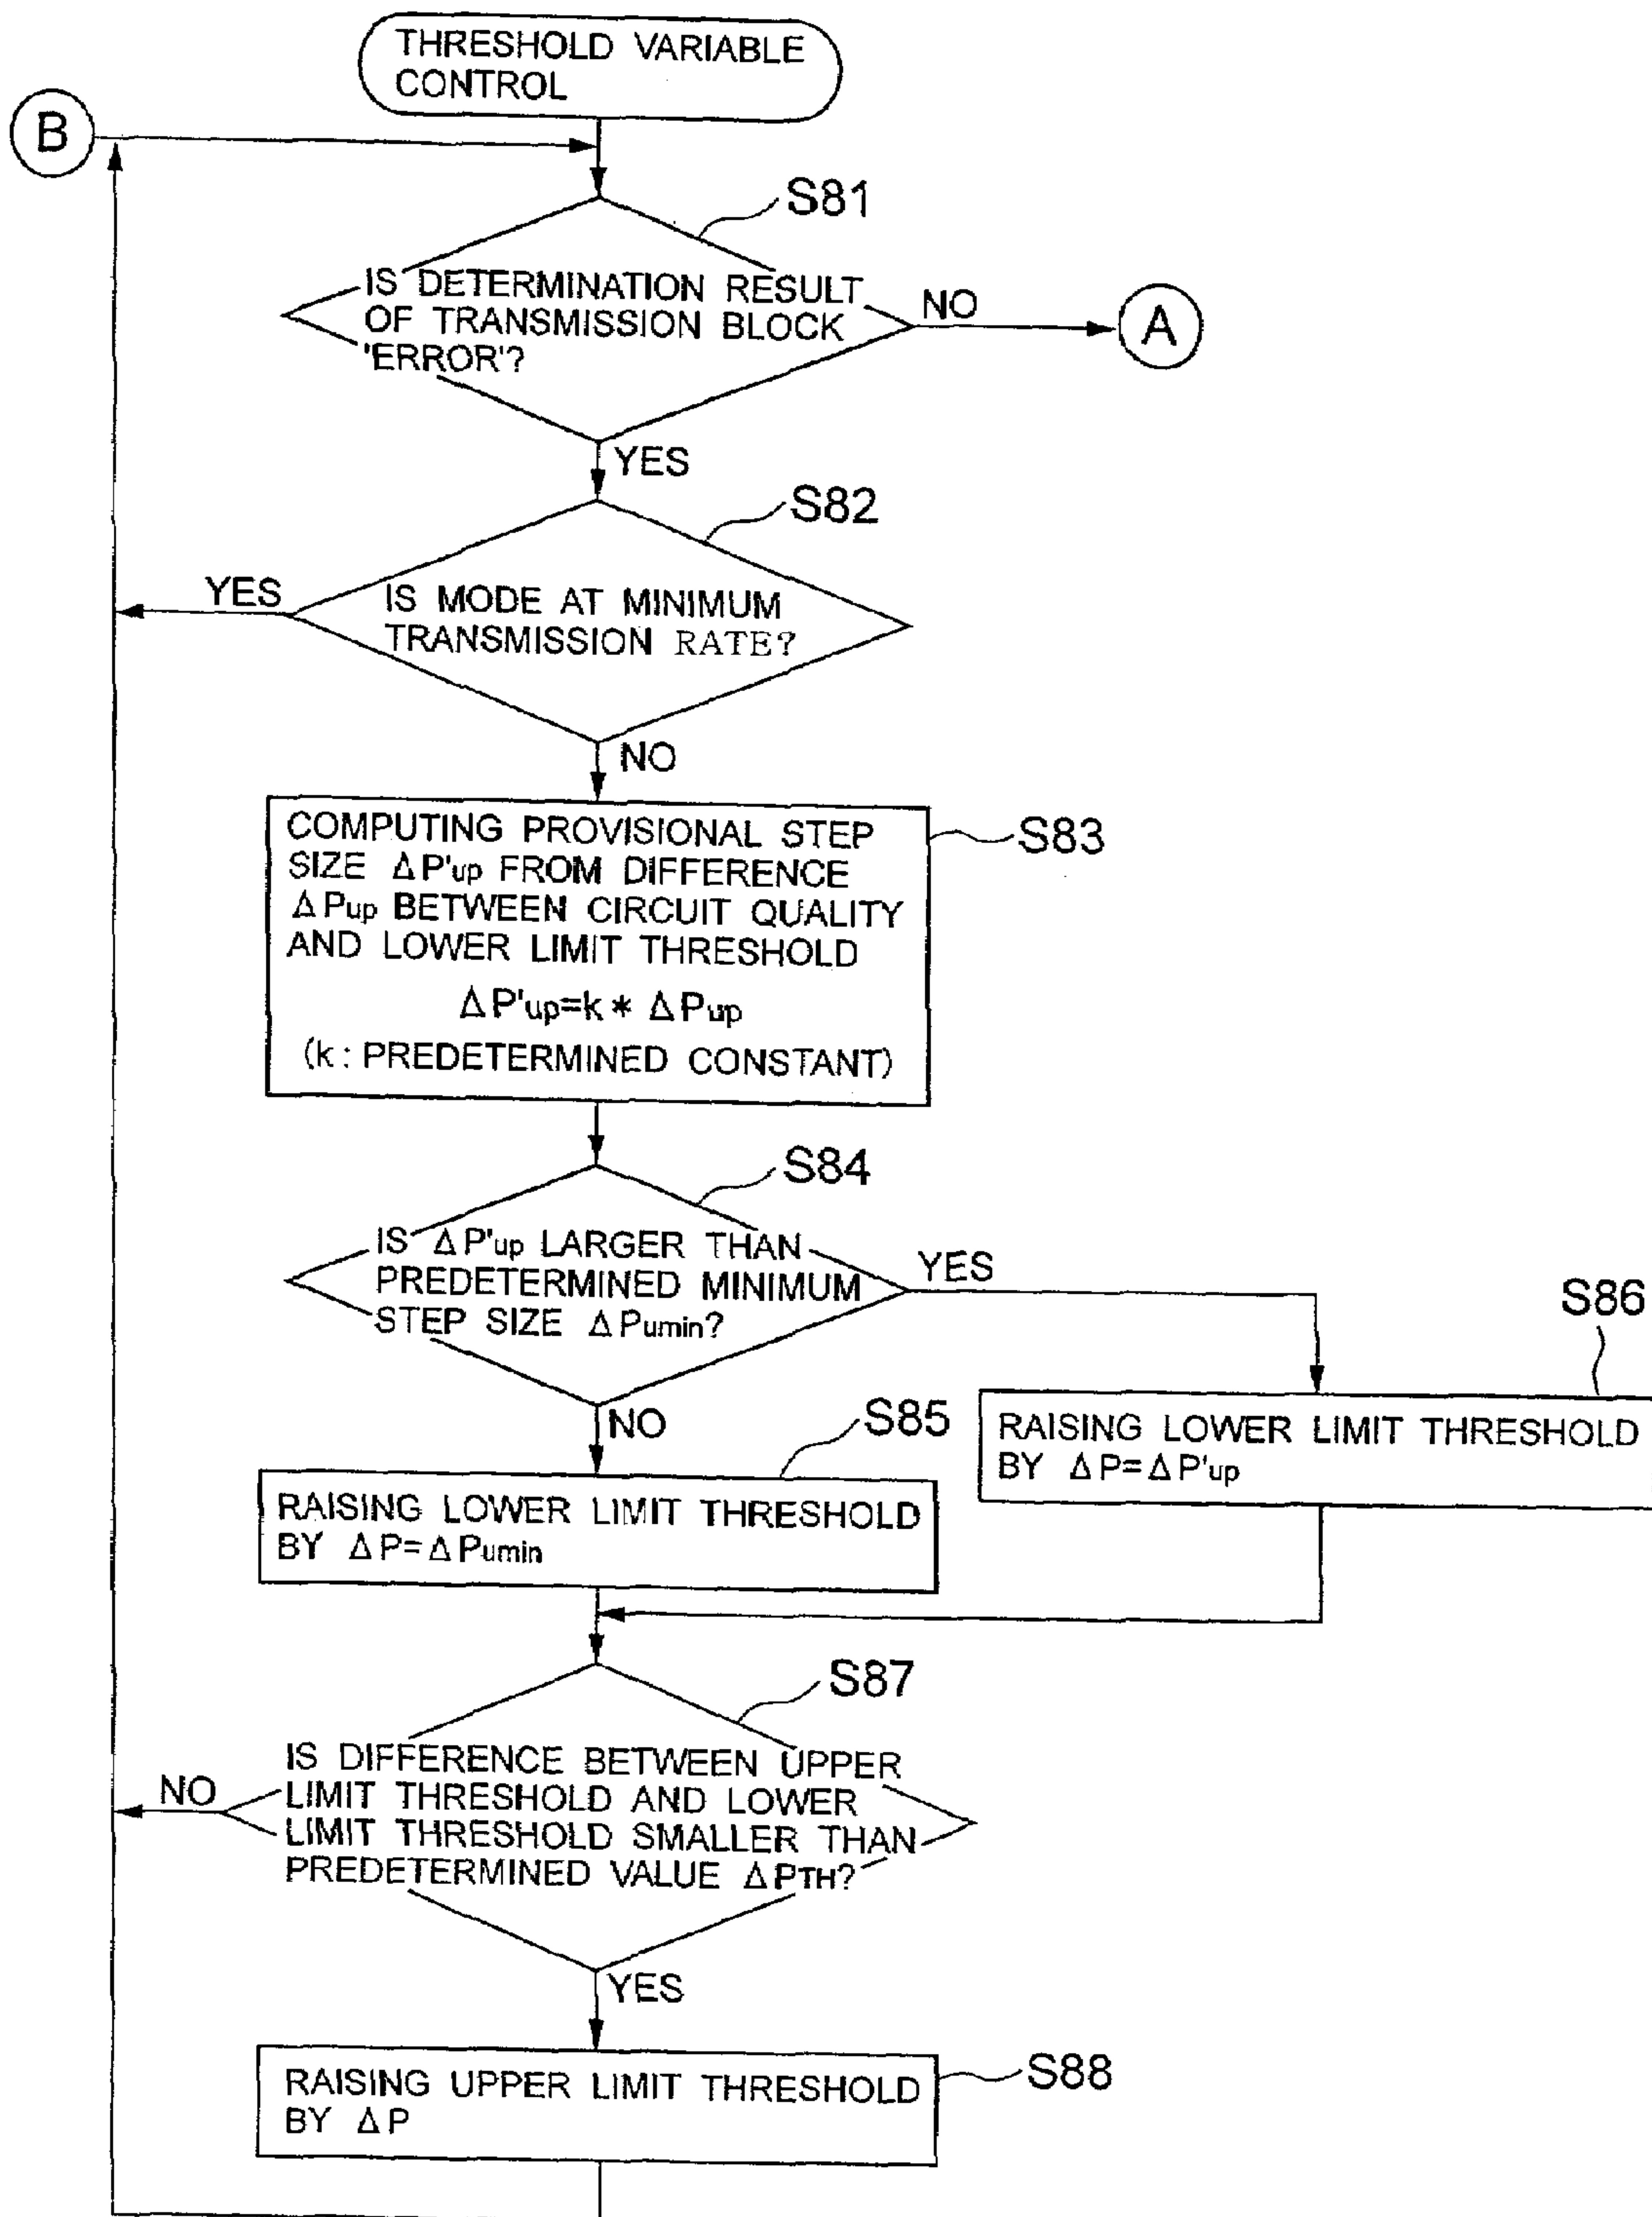 THRESHOLD VARIABLE
CONTROL
B
S81
IS DETERMINATION RESULT
OF TRANSMISSION BLOCK
'ERROR'?
NO
A
YES
S82
YES
IS MODE AT MINIMUM
TRANSMISSION RATE?
NO
S83
COMPUTING PROVISIONAL STEP
SIZE ΔP'up FROM DIFFERENCE
ΔPup BETWEEN CIRCUIT QUALITY
AND LOWER LIMIT THRESHOLD
ΔP'up=k * ΔPup
(k : PREDETERMINED CONSTANT)
S84
IS ΔP'up LARGER THAN
PREDETERMINED MINIMUM
STEP SIZE ΔPumin?
YES
S86
NO
S85
RAISING LOWER LIMIT THRESHOLD
BY ΔP=ΔP'up
RAISING LOWER LIMIT THRESHOLD
BY ΔP=ΔPumin
S87
IS DIFFERENCE BETWEEN UPPER
LIMIT THRESHOLD AND LOWER
LIMIT THRESHOLD SMALLER THAN
PREDETERMINED VALUE ΔPTH?
NO
YES
S88
RAISING UPPER LIMIT THRESHOLD
BY ΔP